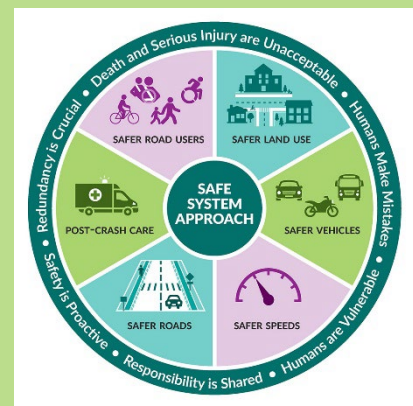 Death and Serious Injury are Unacceptable • Humans Make Mistakes • Humans are Vulnerable • Responsibility is Shared • Safety is Proactive • Redundancy is Crucial •
SAFER ROAD USERS
SAFER LAND USE
POST-CRASH CARE
SAFE
SYSTEM
APPROACH
SAFER VEHICLES
SAFER ROADS
SAFER SPEEDS